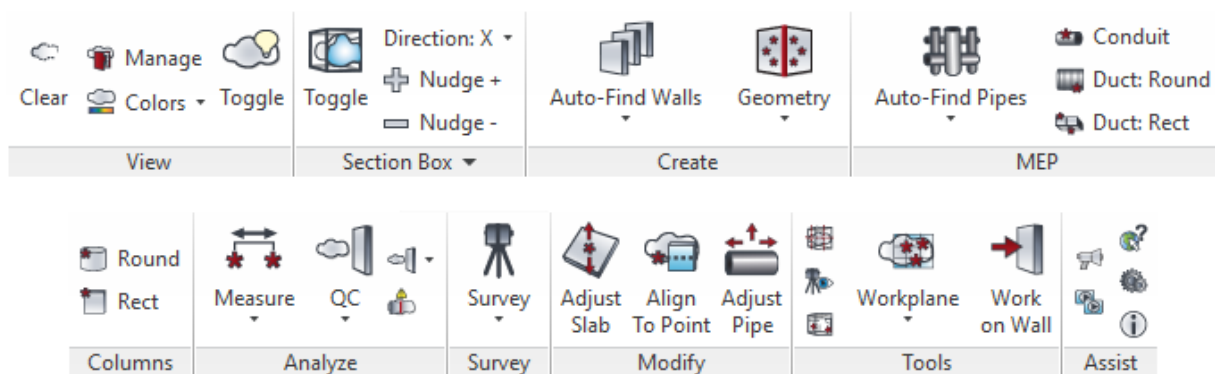 Clear
Manage
Colors
Toggle
View
Toggle
Direction: X
Nudge +
Nudge -
Section Box
Auto-Find Walls
Geometry
Create
Auto-Find Pipes
Conduit
Duct: Round
Duct: Rect
MEP
Round
Rect
Columns
Measure
QC
Analyze
Survey
Survey
Adjust
Slab
Align
To Point
Adjust
Pipe
Modify
Workplane
Work
on Wall
Tools
Assist